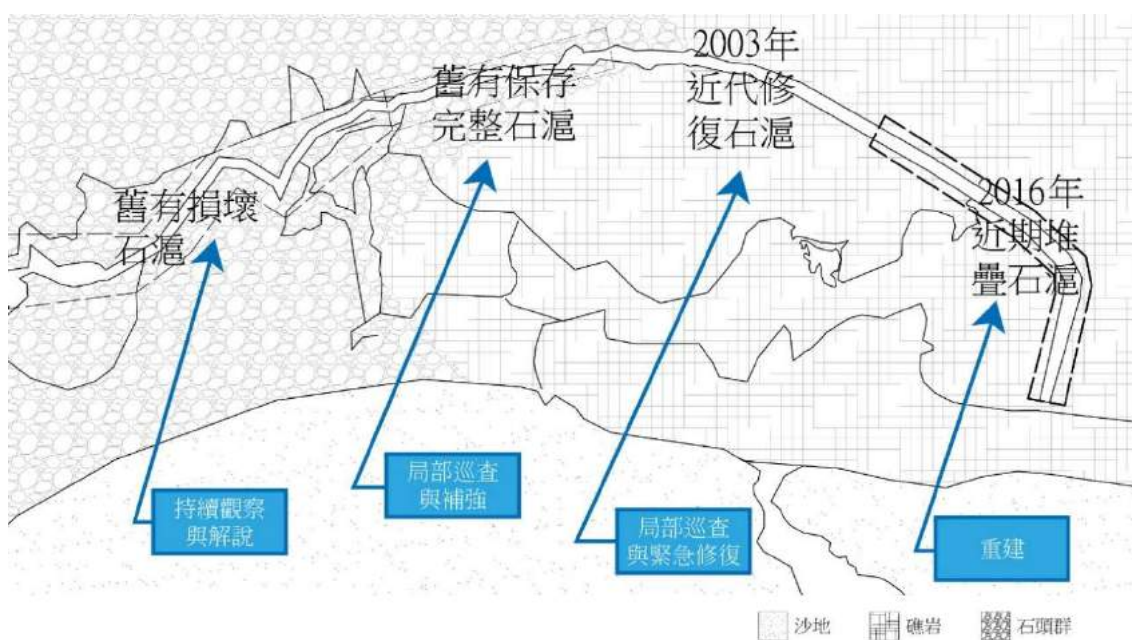 2003年
近代修
復石滬
舊有保存
完整石滬
2016年
近期堆
疊石滬
舊有損壞
石滬
持續觀察
與解說
局部巡查
與補強
局部巡查
與緊急修復
重建
沙地
礁岩
石頭群